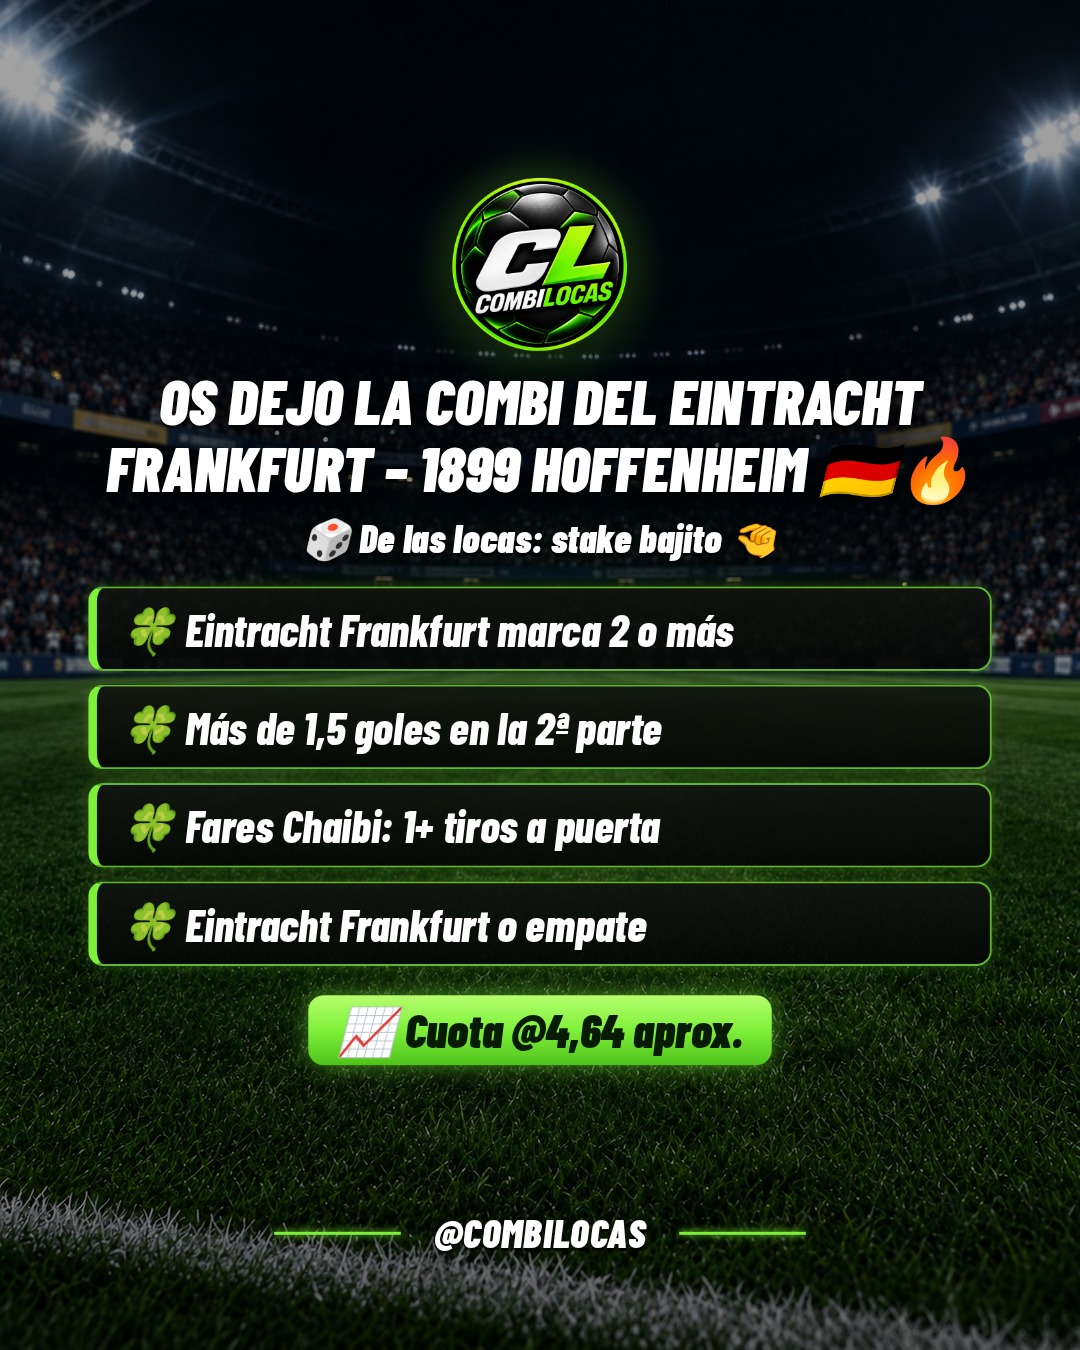 CL
COMBILOCAS
OS DEJO LA COMBI DEL EINTRACHT
FRANKFURT - 1899 HOFFENHEIM 🇩🇪🔥
🎲 De las locas: stake bajito 🤏
🍀 Eintracht Frankfurt marca 2 o más
🍀 Más de 1,5 goles en la 2ª parte
🍀 Fares Chaibi: 1+ tiros a puerta
🍀 Eintracht Frankfurt o empate
📈 Cuota @4,64 aprox.
@COMBILOCAS